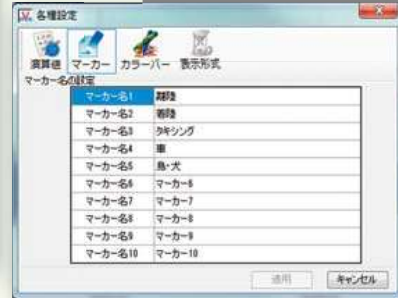 各種設定
演算値 マーカー カラーバー 表示形式
マーカー名の設定
マーカー名1 離陸
マーカー名2 着陸
マーカー名3 タキシング
マーカー名4 車
マーカー名5 鳥・犬
マーカー名6 マーカー6
マーカー名7 マーカー7
マーカー名8 マーカー8
マーカー名9 マーカー9
マーカー名10 マーカー10
適用 キャンセル